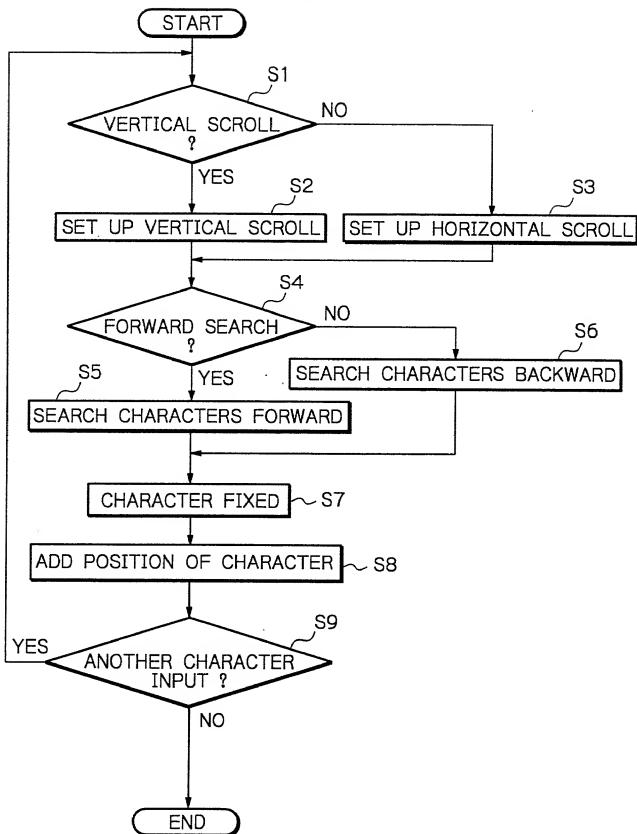 START
S1
VERTICAL SCROLL
?
NO
YES
S2
SET UP VERTICAL SCROLL
S3
SET UP HORIZONTAL SCROLL
S4
FORWARD SEARCH
?
NO
YES
S6
SEARCH CHARACTERS BACKWARD
S5
SEARCH CHARACTERS FORWARD
CHARACTER FIXED
S7
ADD POSITION OF CHARACTER
S8
S9
YES
ANOTHER CHARACTER
INPUT ?
NO
END